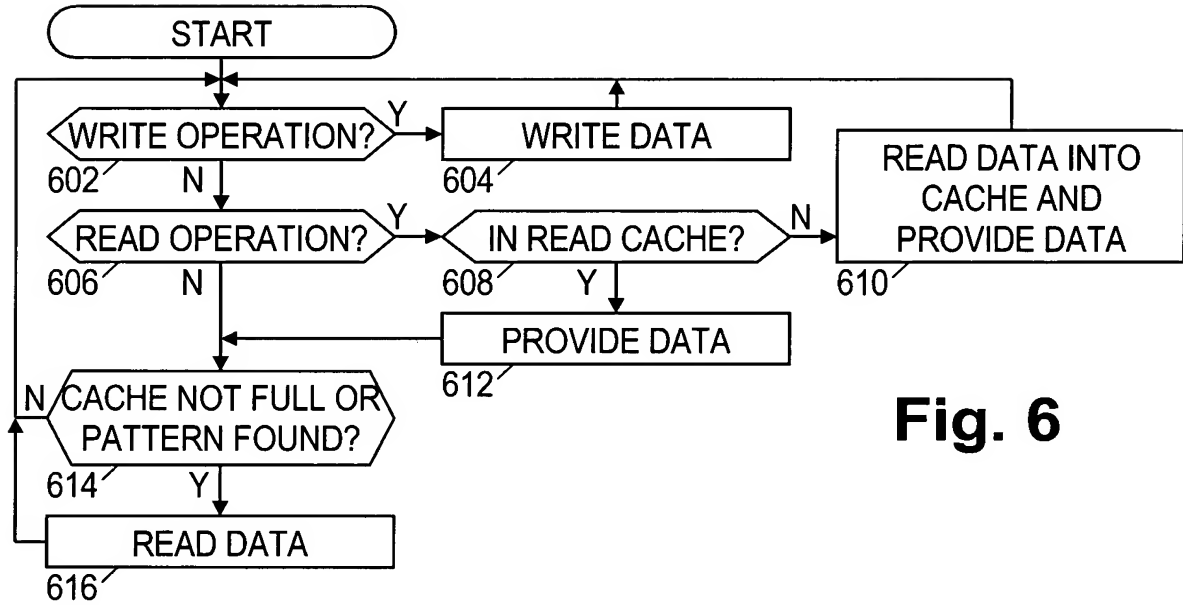 START
WRITE OPERATION?
Y
WRITE DATA
602
N
604
READ DATA INTO
CACHE AND
PROVIDE DATA
READ OPERATION?
Y
IN READ CACHE?
N
606
N
608
Y
610
PROVIDE DATA
612
N
CACHE NOT FULL OR
PATTERN FOUND?
Fig. 6
614
Y
READ DATA
616